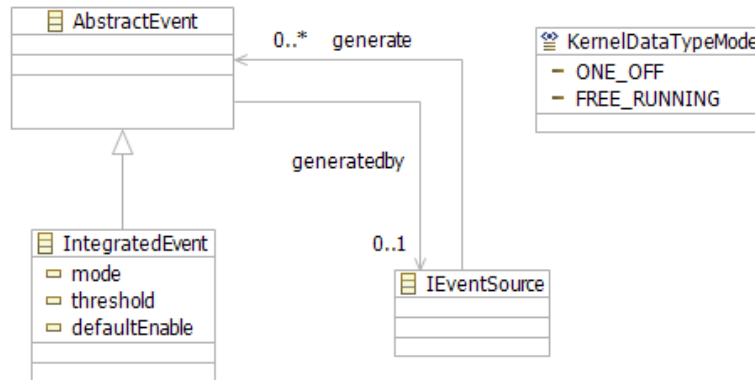 AbstractEvent
0..* generate
KernelDataTypeMode
ONE_OFF
FREE_RUNNING
generatedby
0..1
IntegratedEvent
mode
threshold
defaultEnable
IEventSource